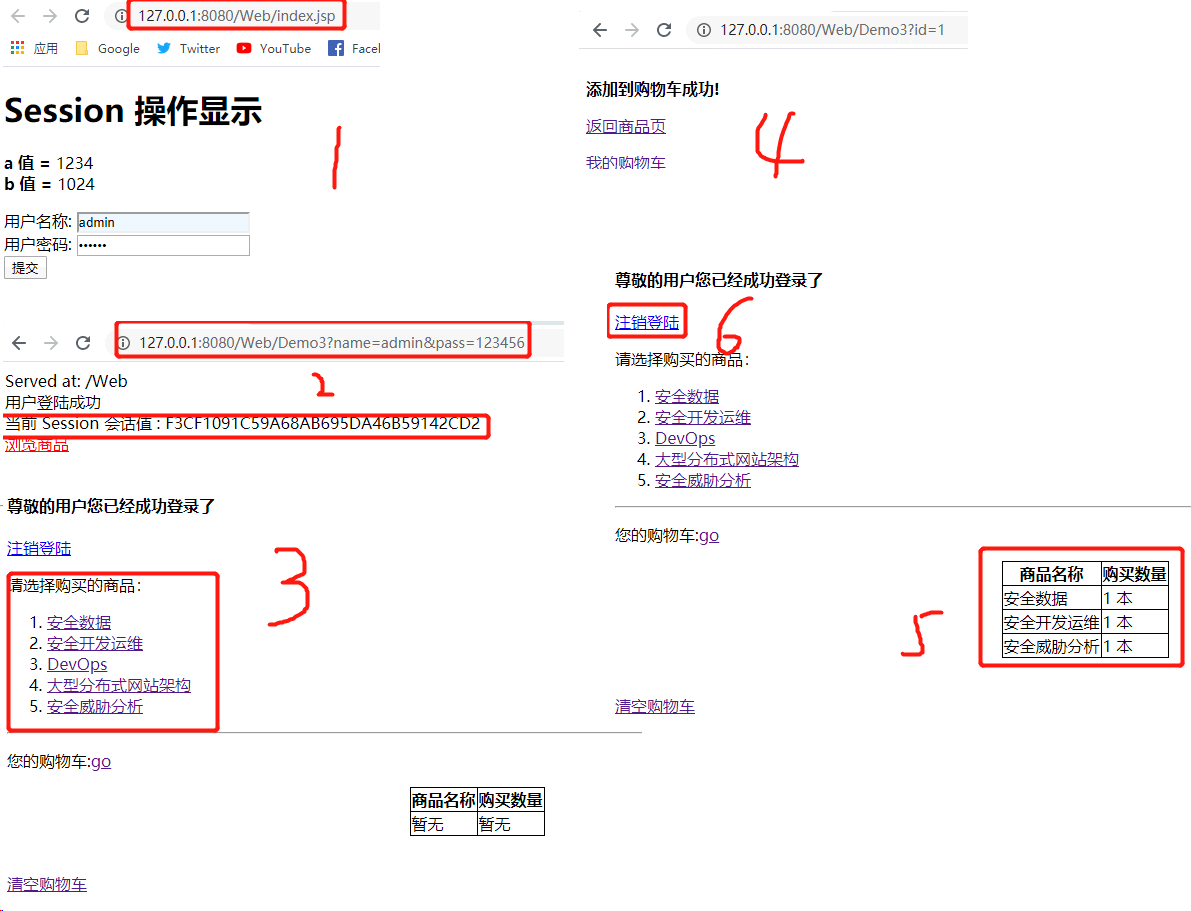 127.0.0.1:8080/Web/index.jsp
应用 Google Twitter YouTube Facel
Session 操作显示
a 值 = 1234
b 值 = 1024
用户名称: admin
用户密码: ••••••
提交
1
127.0.0.1:8080/Web/Demo3?name=admin&pass=123456
Served at: /Web
用户登陆成功
当前 Session 会话值 : F3CF1091C59A68AB695DA46B59142CD2
浏览商品
2
尊敬的用户您已经成功登录了
注销登陆
请选择购买的商品：
1. 安全数据
2. 安全开发运维
3. DevOps
4. 大型分布式网站架构
5. 安全威胁分析
3
您的购物车:go
商品名称 购买数量
暂无 暂无
清空购物车
127.0.0.1:8080/Web/Demo3?id=1
添加到购物车成功!
返回商品页
我的购物车
4
尊敬的用户您已经成功登录了
注销登陆
6
请选择购买的商品：
1. 安全数据
2. 安全开发运维
3. DevOps
4. 大型分布式网站架构
5. 安全威胁分析
您的购物车:go
商品名称 购买数量
安全数据 1 本
安全开发运维 1 本
安全威胁分析 1 本
5
清空购物车